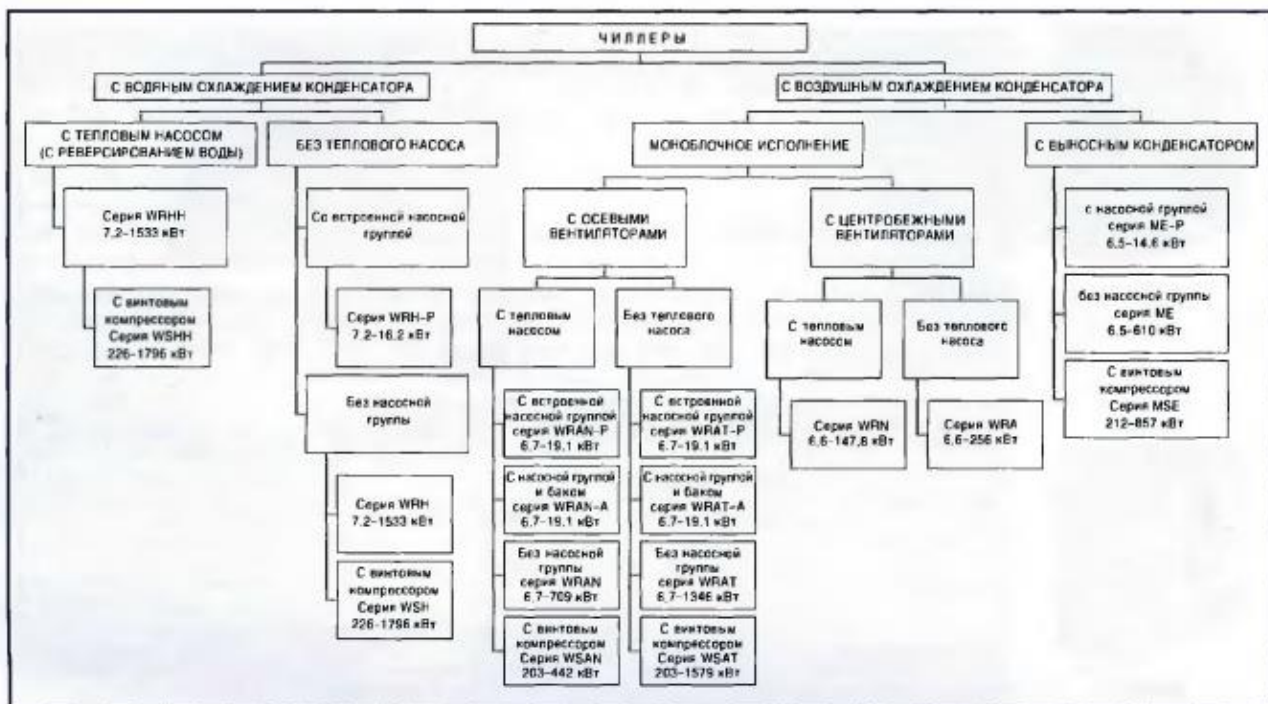 ЧИЛЛЕРЫ
С ВОДЯНЫМ ОХЛАЖДЕНИЕМ КОНДЕНСАТОРА
С ВОЗДУШНЫМ ОХЛАЖДЕНИЕМ КОНДЕНСАТОРА
С ТЕПЛОВЫМ НАСОСОМ
(С РЕВЕРСИРОВАНИЕМ ВОДЫ)
БЕЗ ТЕПЛОВОГО НАСОСА
МОНОБЛОЧНОЕ ИСПОЛНЕНИЕ
С ВЫНОСНЫМ КОНДЕНСАТОРОМ
Серия WRHH
7.2–1533 кВт
С винтовым
компрессором
Серия WSHH
226–1796 кВт
Со встроенной насосной
группой
Серия WRH-P
7.2–16.2 кВт
Без насосной
группы
Серия WRH
7.2–1533 кВт
С винтовым
компрессором
Серия WSH
226–1796 кВт
С ОСЕВЫМИ
ВЕНТИЛЯТОРАМИ
С тепловым
насосом
С встроенной
насосной группой
серия WRAN-P
6.7–19.1 кВт
С насосной группой
и баком
серия WRAN-A
6.7–19.1 кВт
Без насосной
группы
серия WRAN
6,7–709 кВт
С винтовым
компрессором
Серия WSAN
203–442 кВт
Без теплового
насоса
С встроенной
насосной группой
серия WRAT-P
6.7–19.1 кВт
С насосной группой
и баком
серия WRAT-A
6.7–19.1 кВт
Без насосной
группы
серия WRAT
6,7–1346 кВт
С винтовым
компрессором
Серия WSAT
203–1579 кВт
С ЦЕНТРОБЕЖНЫМИ
ВЕНТИЛЯТОРАМИ
С тепловым
насосом
Серия WRN
6,6–147,8 кВт
Без теплового
насоса
Серия WRA
6,6–256 кВт
с насосной группой
серия ME-P
6.5–14.6 кВт
без насосной группы
серия ME
6.5–610 кВт
С винтовым
компрессором
Серия MSE
212–857 кВт